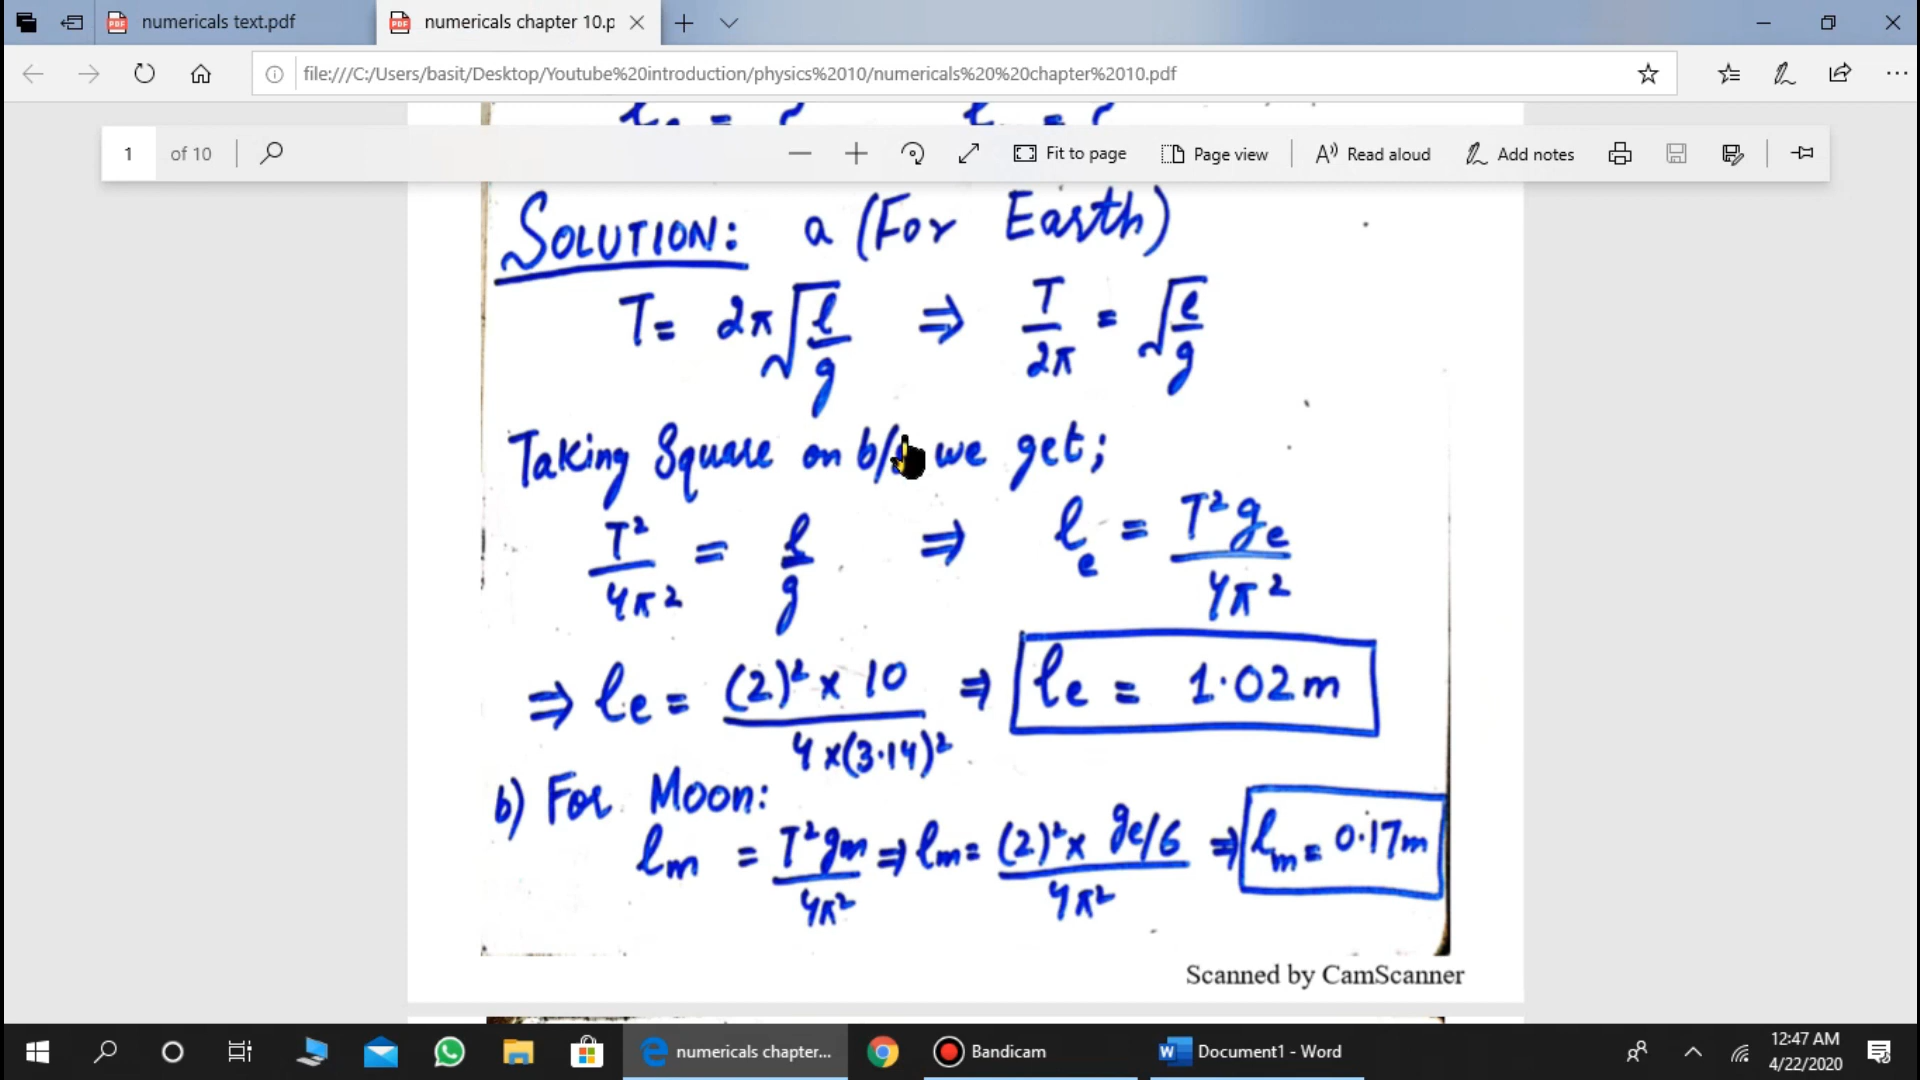 numericals text.pdf
numericals chapter 10.p
file:///C:/Users/basit/Desktop/Youtube%20introduction/physics%2010/numericals%20%20chapter%2010.pdf
1 of 10 Fit to page Page view Read aloud Add notes
SOLUTION: a (For Earth)
T = 2π√(l/g) ⇒ T/2π = √(l/g)
Taking Square on b/ we get;
T²/4π² = l/g ⇒ le = T²ge/4π²
⇒ le = (2)² x 10/4 x (3.14)² ⇒ le = 1.02m
b) For Moon:
lm = T²gm/4π² ⇒ lm = (2)² x ge/6/4π² ⇒ lm = 0.17m
Scanned by CamScanner
numericals chapter... Bandicam Document1 - Word
12:47 AM
4/22/2020